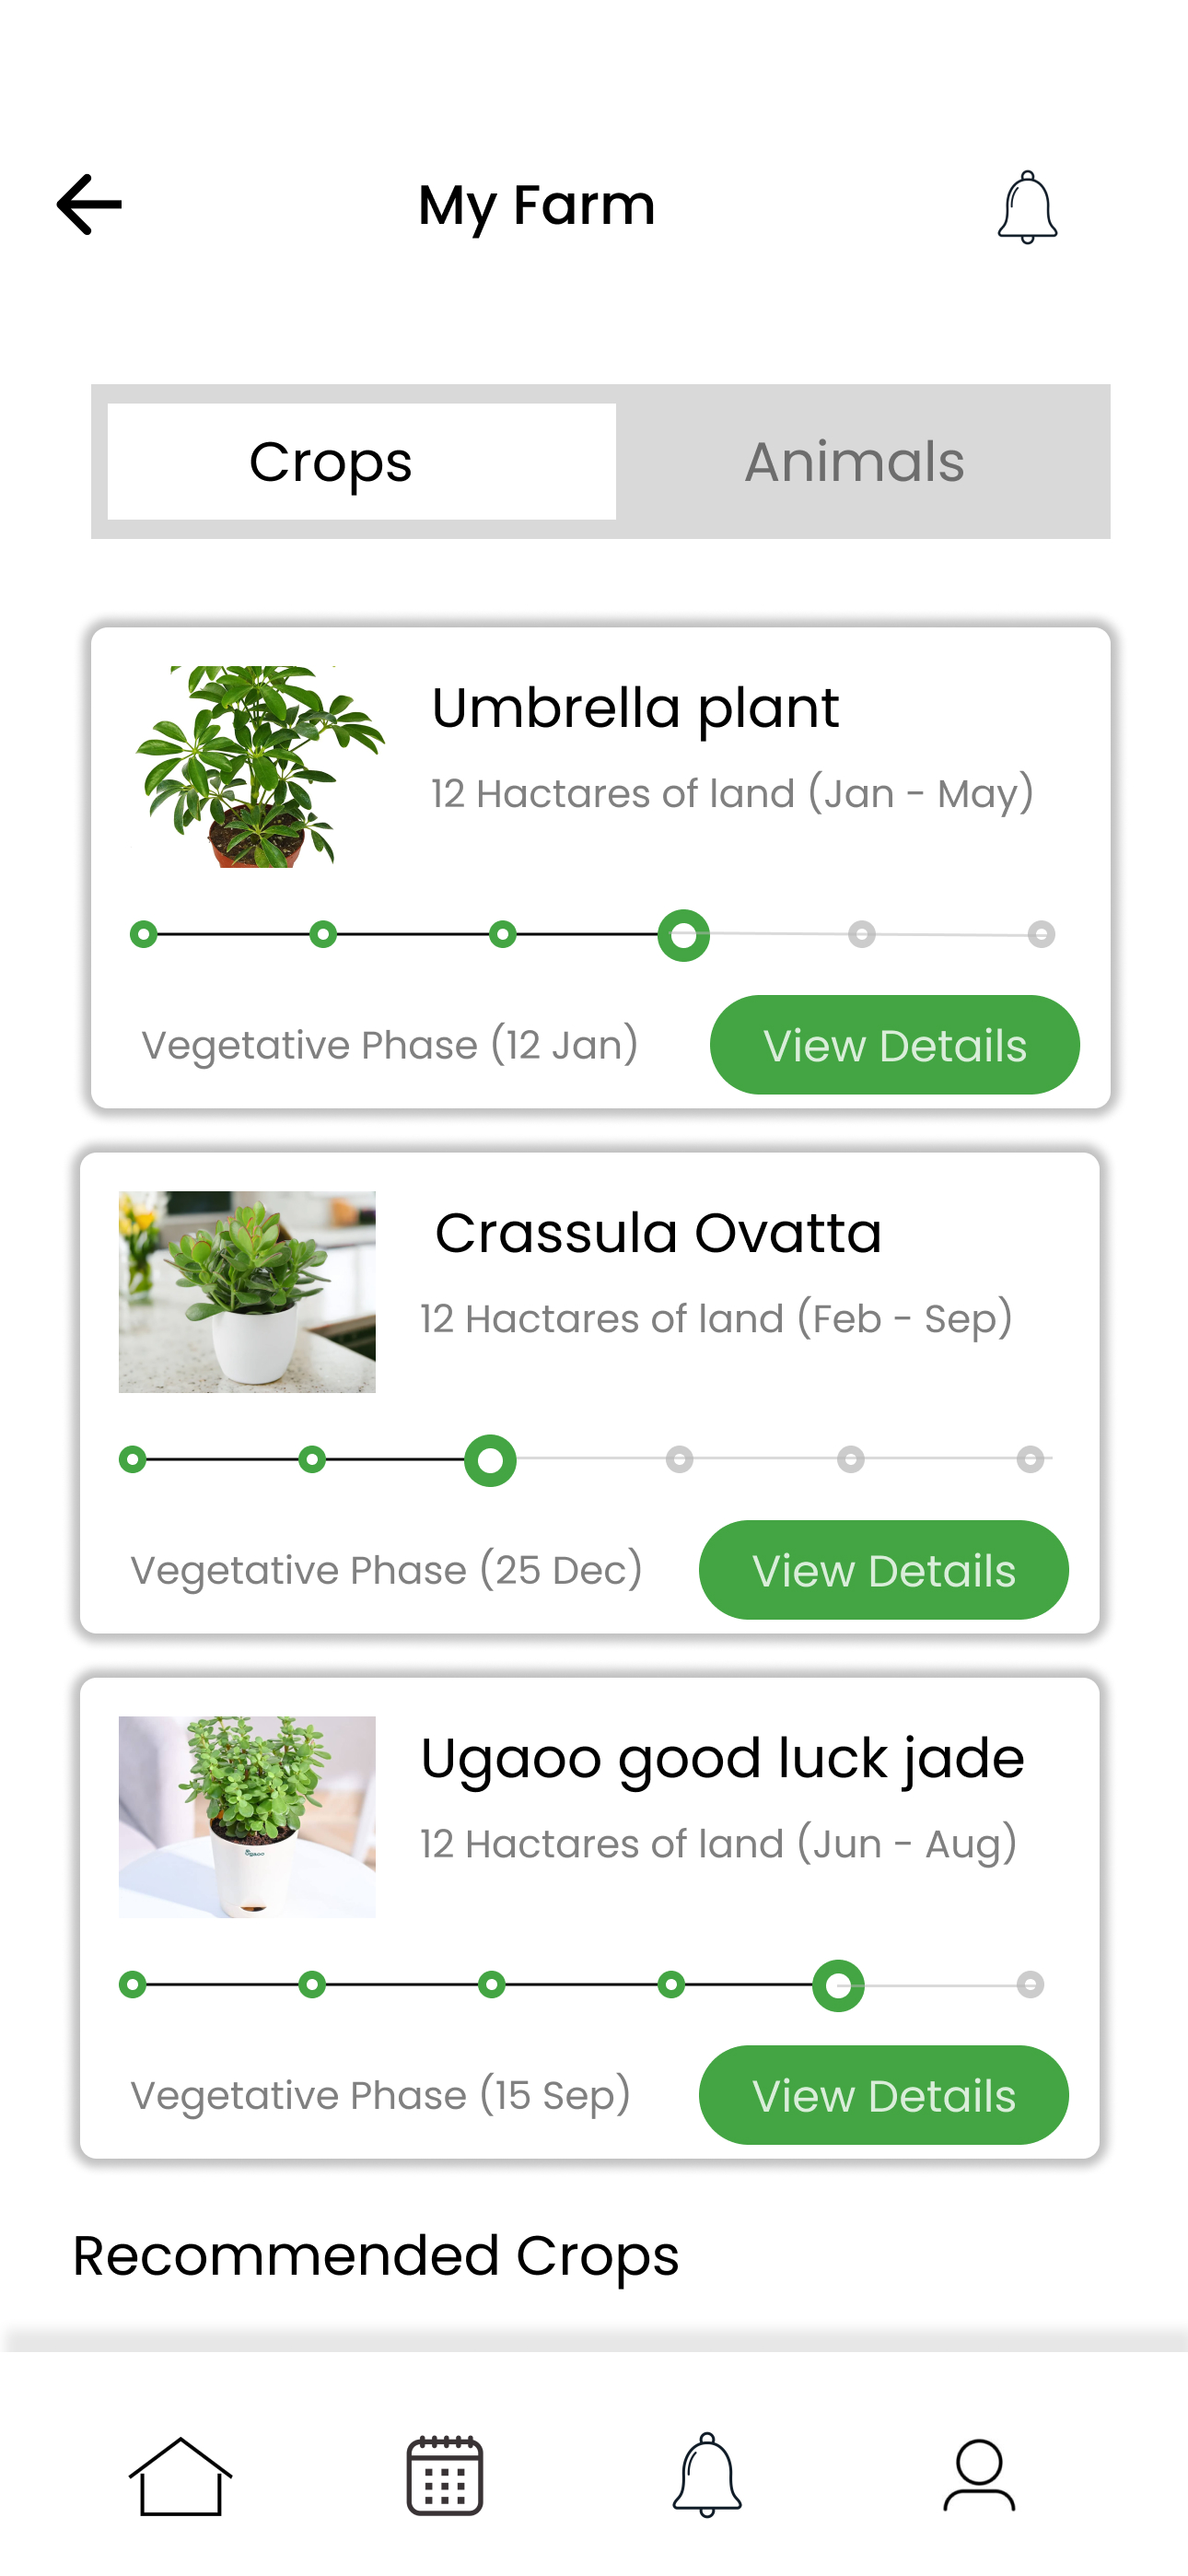 My Farm
Crops
Animals
Umbrella plant
12 Hactares of land (Jan - May)
Vegetative Phase (12 Jan)
View Details
Crassula Ovatta
12 Hactares of land (Feb - Sep)
Vegetative Phase (25 Dec)
View Details
Ugaoo good luck jade
12 Hactares of land (Jun - Aug)
Ugaoo
Vegetative Phase (15 Sep)
View Details
Recommended Crops